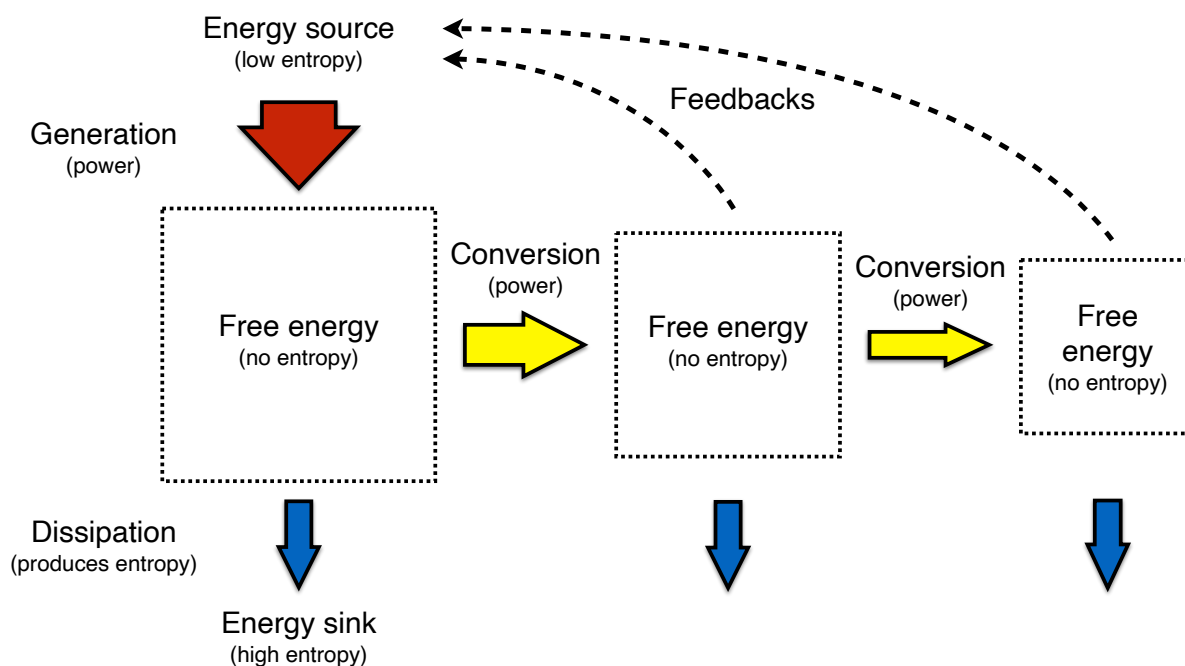 Energy source
(low entropy)
Feedbacks
Generation
(power)
Conversion
(power)
Conversion
(power)
Free energy
(no entropy)
Free energy
(no entropy)
Free
energy
(no entropy)
Dissipation
(produces entropy)
Energy sink
(high entropy)